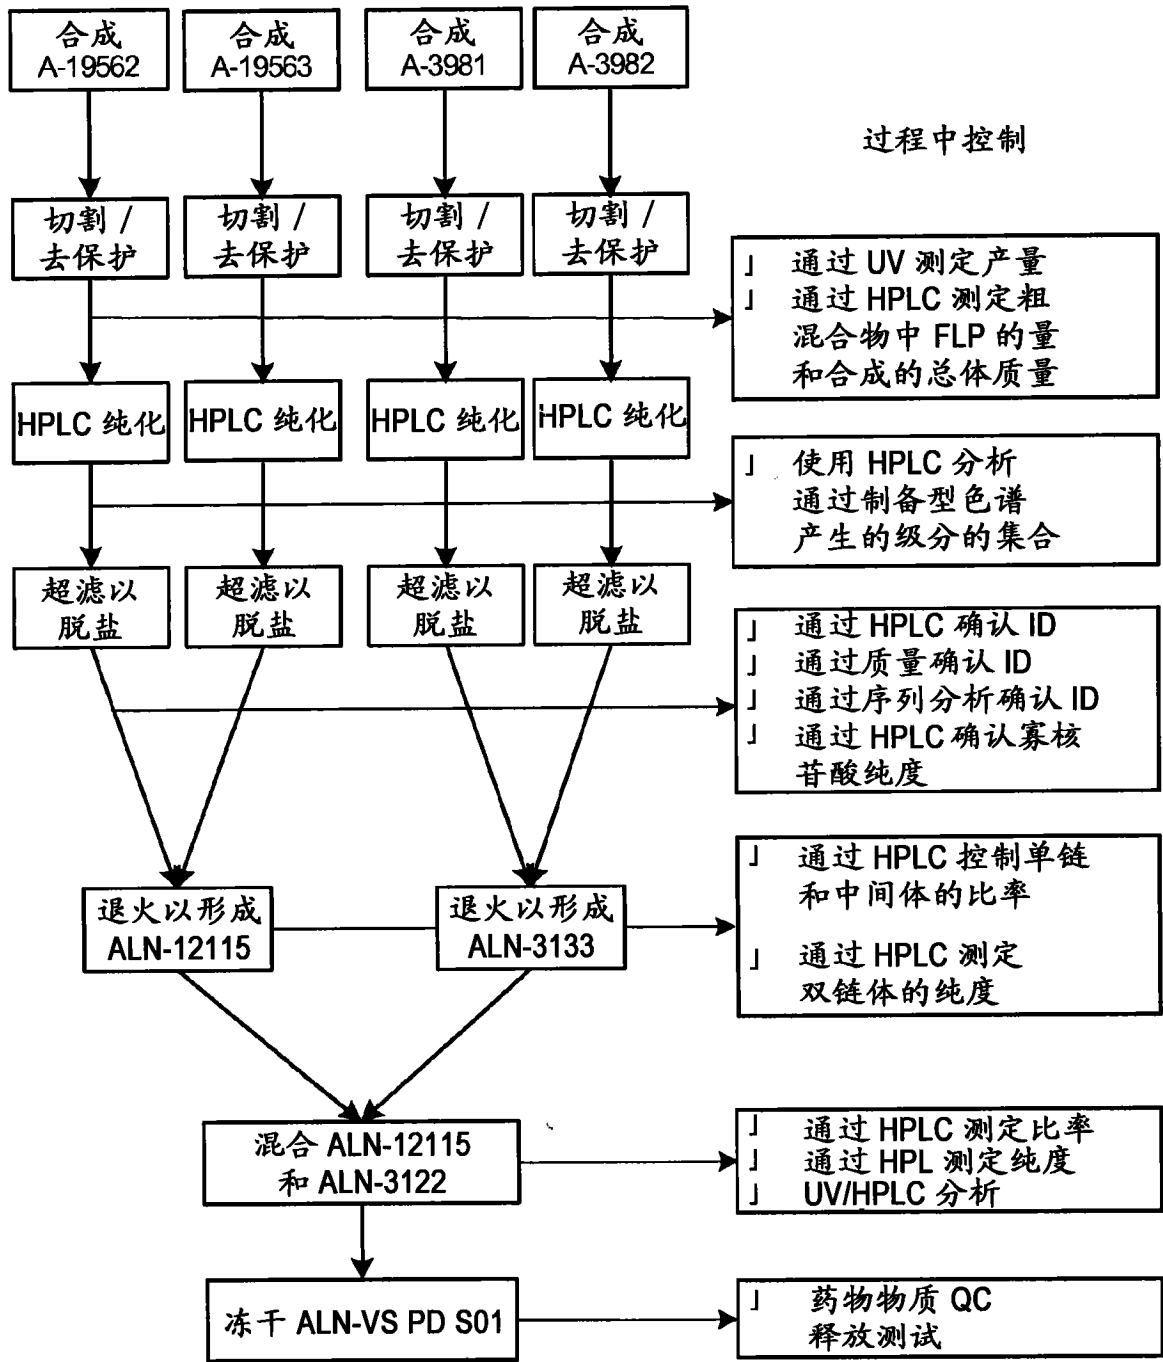 合成
A-19562
合成
A-19563
合成
A-3981
合成
A-3982
过程中控制
切割 /
去保护
切割 /
去保护
切割 /
去保护
切割 /
去保护
」 通过 UV 测定产量
」 通过 HPLC 测定粗
混合物中 FLP 的量
和合成的总体质量
HPLC 纯化
HPLC 纯化
HPLC 纯化
HPLC 纯化
」 使用 HPLC 分析
通过制备型色谱
产生的级分的集合
超滤以
脱盐
超滤以
脱盐
超滤以
脱盐
超滤以
脱盐
」 通过 HPLC 确认 ID
」 通过质量确认 ID
」 通过序列分析确认 ID
」 通过 HPLC 确认寡核
苷酸纯度
退火以形成
ALN-12115
退火以形成
ALN-3133
」 通过 HPLC 控制单链
和中间体的比率
」 通过 HPLC 测定
双链体的纯度
混合 ALN-12115
和 ALN-3122
」 通过 HPLC 测定比率
」 通过 HPL 测定纯度
」 UV/HPLC 分析
冻干 ALN-VS PD S01
」 药物物质 QC
释放测试